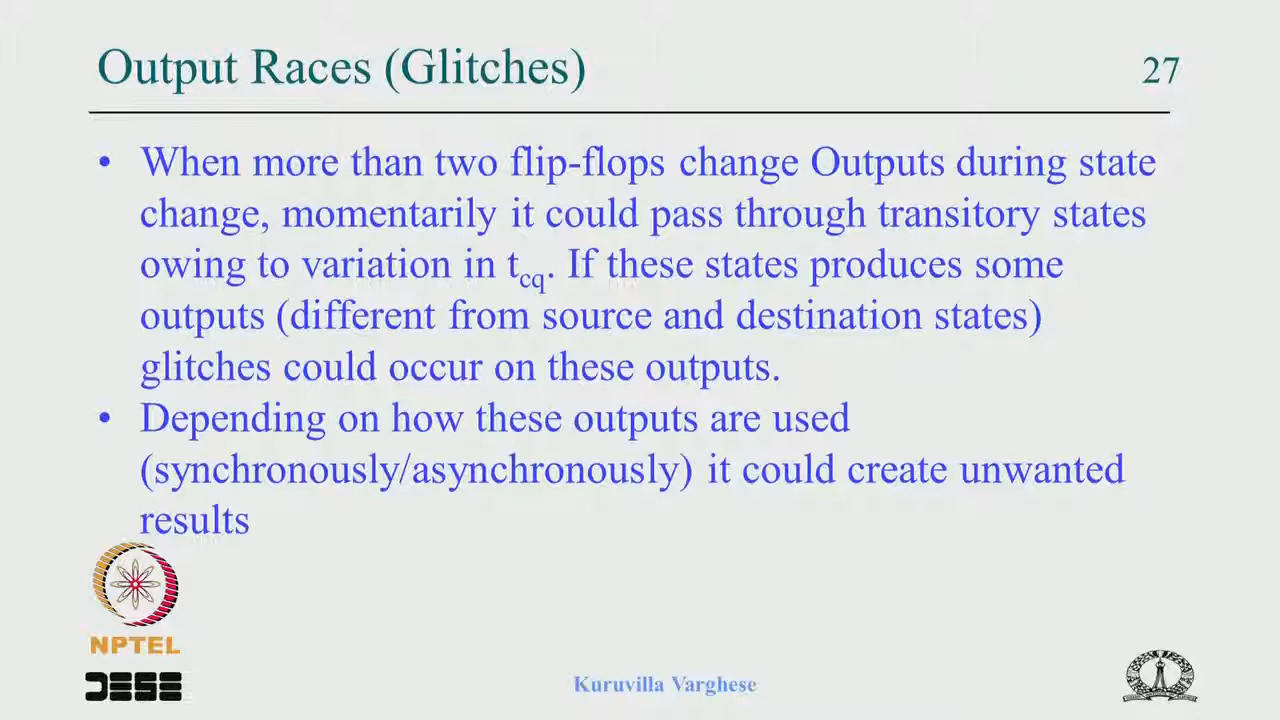 Output Races (Glitches)
27
• When more than two flip-flops change Outputs during state
change, momentarily it could pass through transitory states
owing to variation in tcq. If these states produces some
outputs (different from source and destination states)
glitches could occur on these outputs.
• Depending on how these outputs are used
(synchronously/asynchronously) it could create unwanted
results
NPTEL
DESE
Kuruvilla Varghese